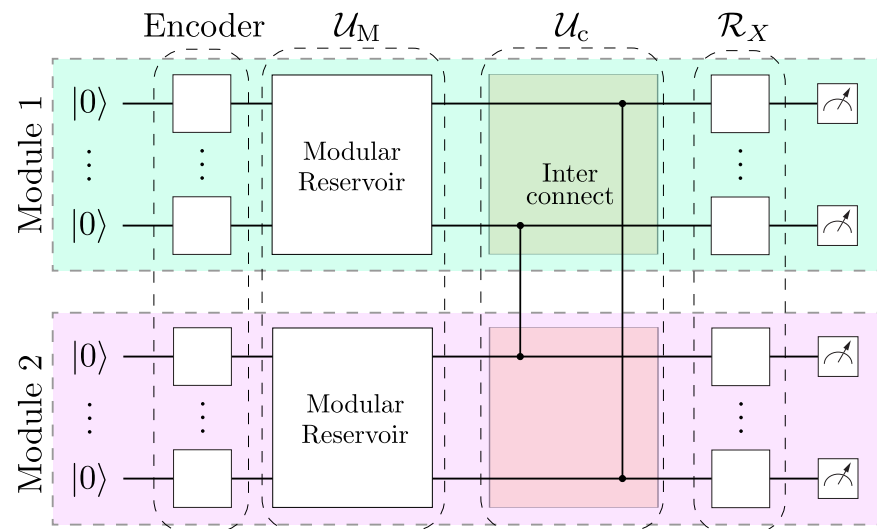 Encoder
𝒰_M
𝒰_c
ℛ_X
Module 1
|0⟩
⋮
|0⟩
⋮
Modular
Reservoir
Inter
connect
⋮
Module 2
|0⟩
⋮
|0⟩
⋮
Modular
Reservoir
⋮